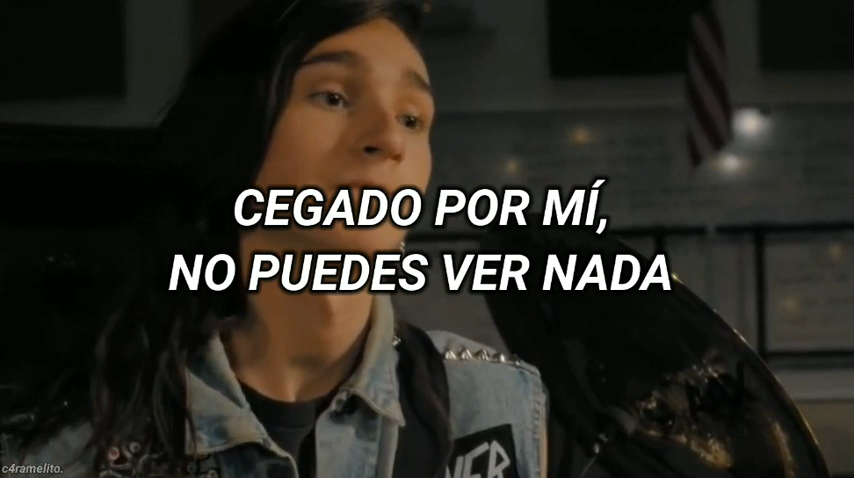 CEGADO POR MÍ,
NO PUEDES VER NADA
c4ramelito.